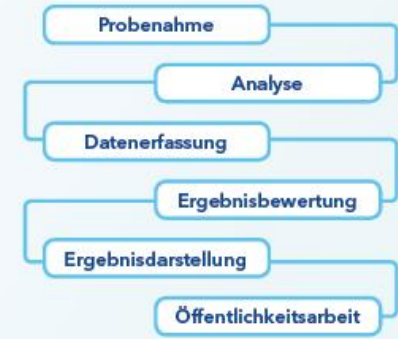 Probenahme
Analyse
Datenerfassung
Ergebnisbewertung
Ergebnisdarstellung
Öffentlichkeitsarbeit